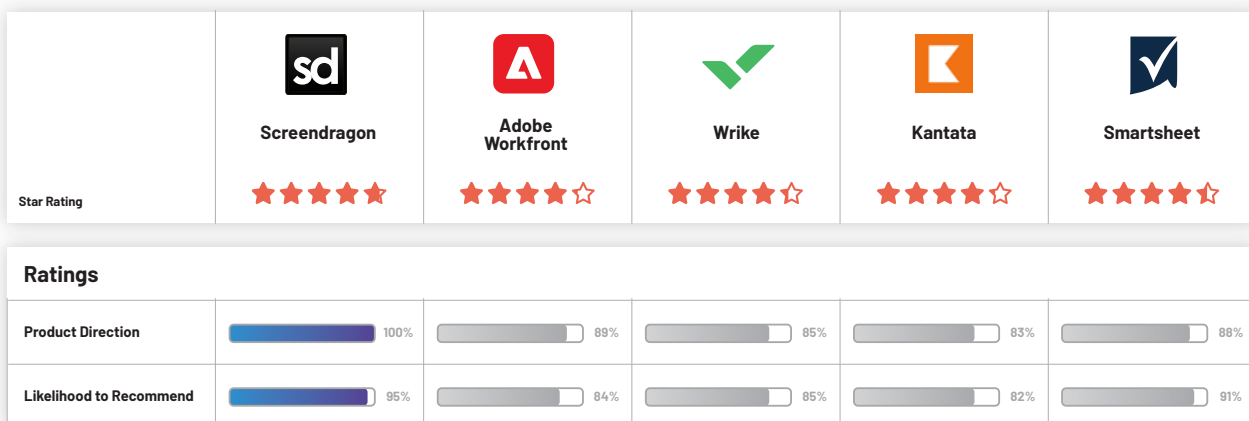 sd
Screendragon
Adobe
Workfront
Wrike
Kantata
Smartsheet
Star Rating
Ratings
Product Direction 100% 89% 85% 83% 88%
Likelihood to Recommend 95% 84% 85% 82% 91%